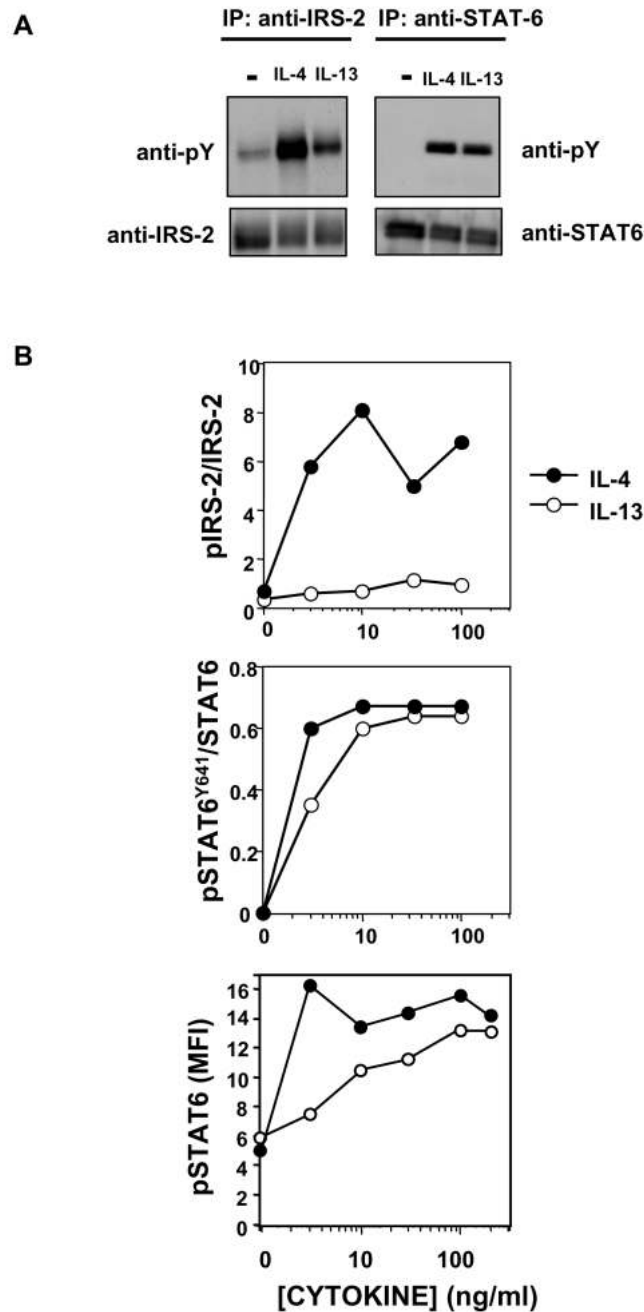 A
IP: anti-IRS-2 IP: anti-STAT-6
- IL-4 IL-13 - IL-4 IL-13
anti-pY anti-pY
anti-IRS-2 anti-STAT6
B
pIRS-2/IRS-2
10
8
6
4
2
0
0 10 100
IL-4
IL-13
pSTAT6Y641/STAT6
0.8
0.6
0.4
0.2
0
0 10 100
pSTAT6 (MFI)
16
14
12
10
8
6
4
2
0
0 10 100
[CYTOKINE] (ng/ml)